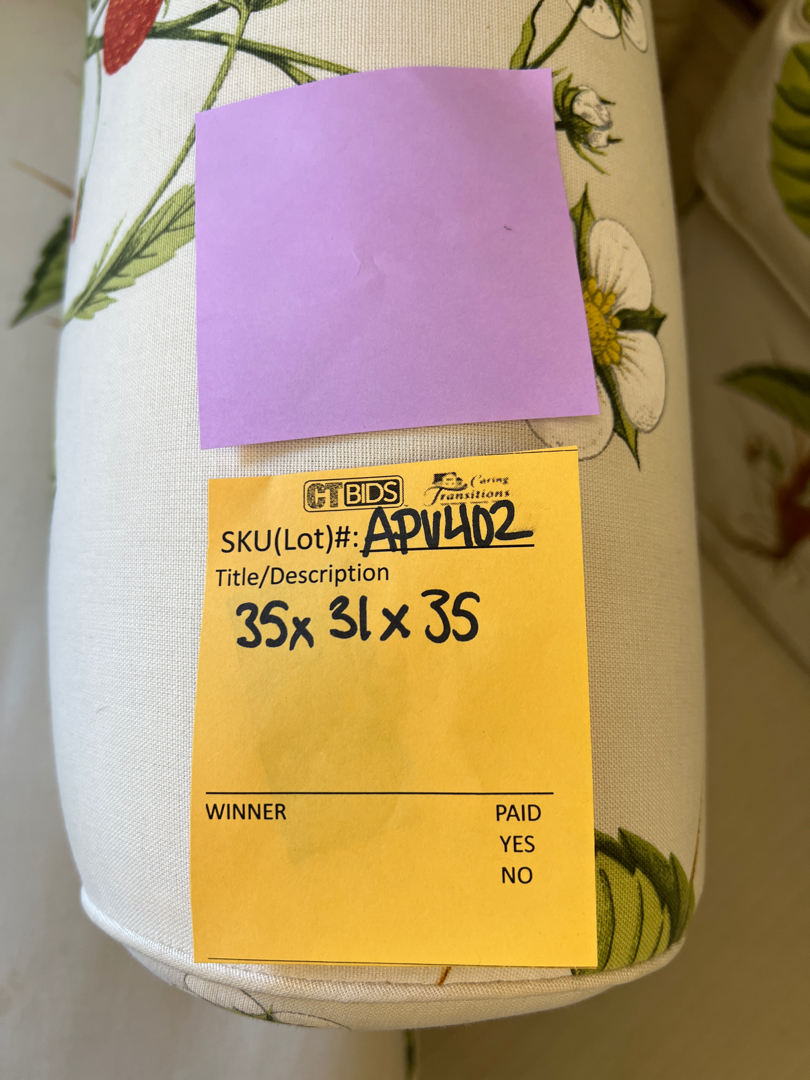 CTBIDS Caring Transitions
SKU(Lot)#: APV402
Title/Description
35x 31 x 35
WINNER PAID
YES
NO